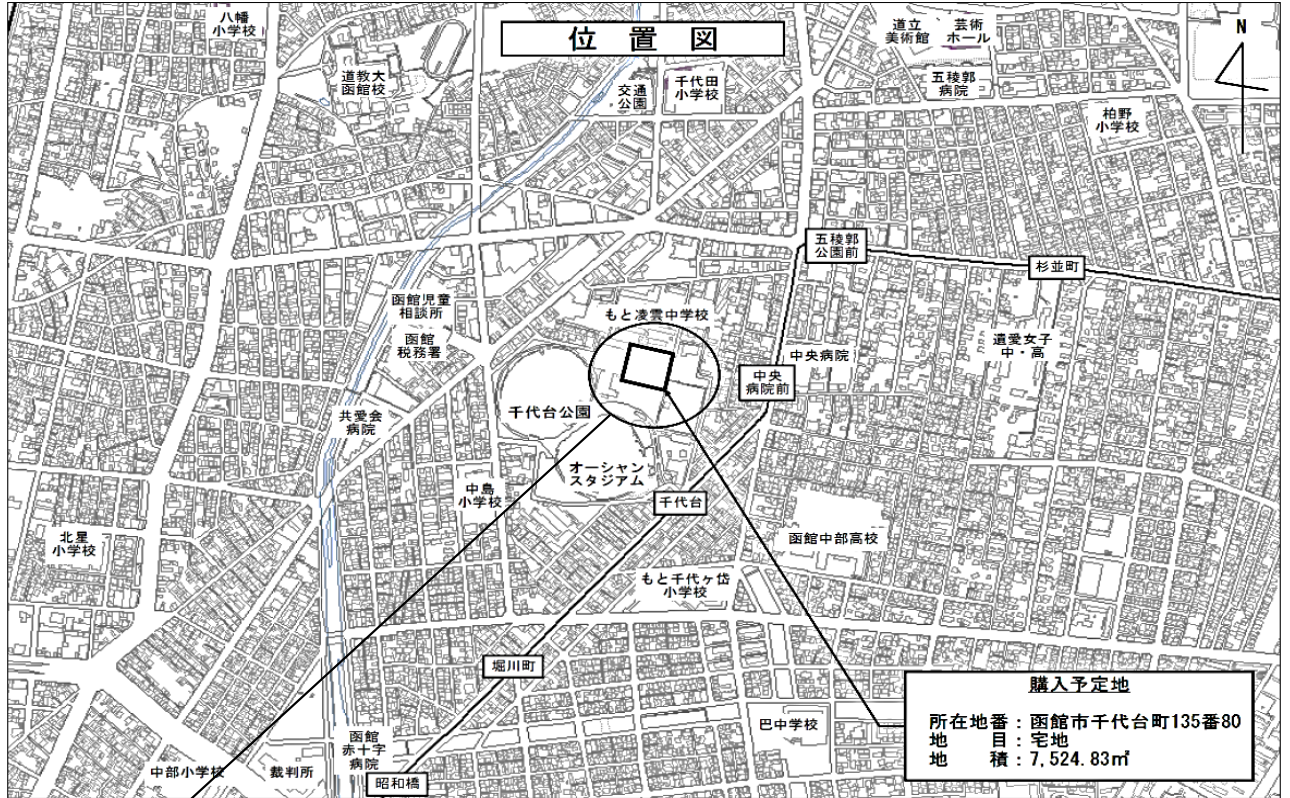 位置図
N
八幡
小学校
道教大
函館校
交通
公園
千代田
小学校
道立
美術館
芸術
ホール
五稜郭
病院
柏野
小学校
五稜郭
公園前
杉並町
函館児童
相談所
函館
税務署
もと凌雲中学校
中央病院
中央
病院前
遺愛女子
中・高
千代台公園
共愛会
病院
オーシャン
スタジアム
中島
小学校
千代台
北星
小学校
函館中部高校
もと千代ヶ岱
小学校
堀川町
巴中学校
函館
赤十字
病院
中部小学校
裁判所
昭和橋
購入予定地
所在地番：函館市千代台町135番80
地　　目：宅地
地　　積：7,524.83㎡